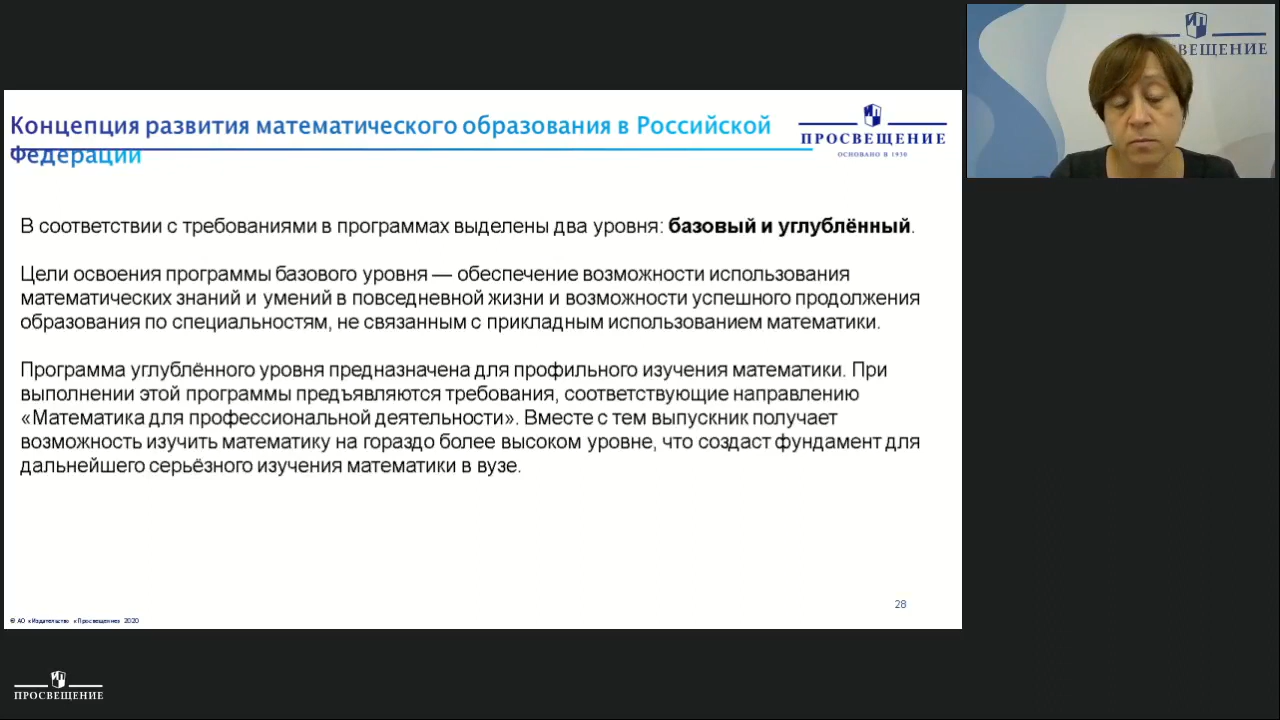 Концепция развития математического образования в Российской
Федерации
ПРОСВЕЩЕНИЕ
ОСНОВАНО В 1930
В соответствии с требованиями в программах выделены два уровня: базовый и углублённый.
Цели освоения программы базового уровня — обеспечение возможности использования
математических знаний и умений в повседневной жизни и возможности успешного продолжения
образования по специальностям, не связанным с прикладным использованием математики.
Программа углублённого уровня предназначена для профильного изучения математики. При
выполнении этой программы предъявляются требования, соответствующие направлению
«Математика для профессиональной деятельности». Вместе с тем выпускник получает
возможность изучить математику на гораздо более высоком уровне, что создаст фундамент для
дальнейшего серьёзного изучения математики в вузе.
28
© АО «Издательство «Просвещение» 2020
ПРОСВЕЩЕНИЕ
СВЕЩЕНИЕ